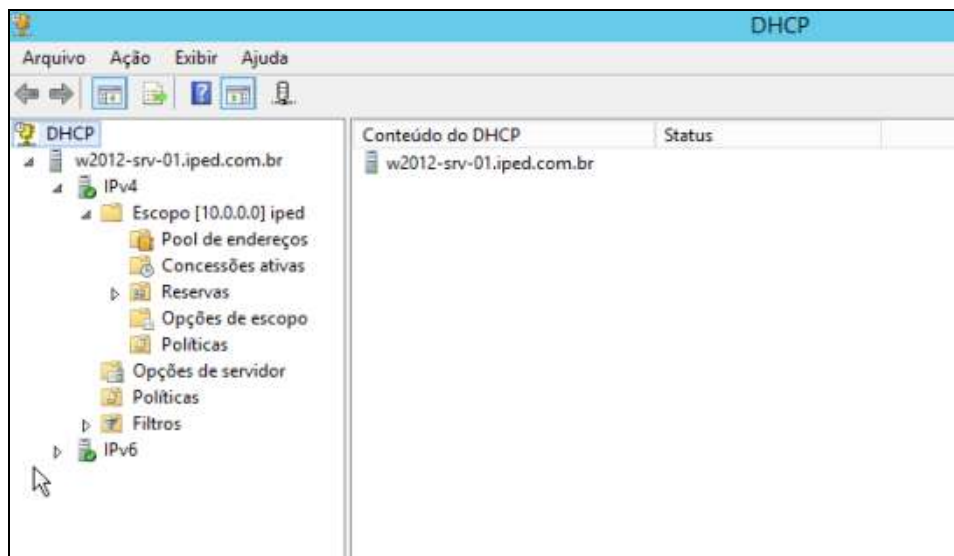 DHCP
Arquivo Ação Exibir Ajuda
DHCP
w2012-srv-01.iped.com.br
IPv4
Escopo [10.0.0.0] iped
Pool de endereços
Concessões ativas
Reservas
Opções de escopo
Políticas
Opções de servidor
Políticas
Filtros
IPv6
Conteúdo do DHCP Status
w2012-srv-01.iped.com.br